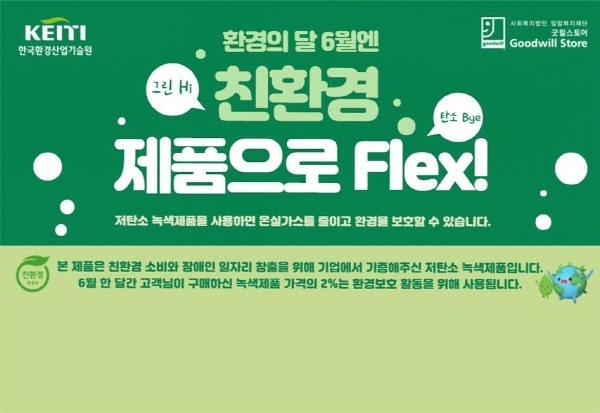 KEITI
한국환경산업기술원
사회복지법인 밀알복지재단
굿윌스토어
goodwill
Goodwill Store
환경의 달 6월엔
그린 Hi
친환경
탄소 Bye
제품으로 Flex!
저탄소 녹색제품을 사용하면 온실가스를 줄이고 환경을 보호할 수 있습니다.
친환경
본 제품은 친환경 소비와 장애인 일자리 창출을 위해 기업에서 기증해주신 저탄소 녹색제품입니다.
6월 한 달간 고객님이 구매하신 녹색제품 가격의 2%는 환경보호 활동을 위해 사용됩니다.